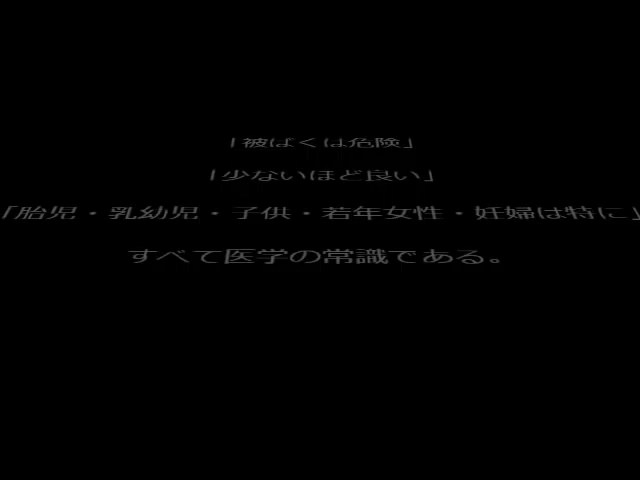 「被ばくは危険」
「少ないほど良い」
「胎児・乳幼児・子供・若年女性・妊婦は特に」
すべて医学の常識である。